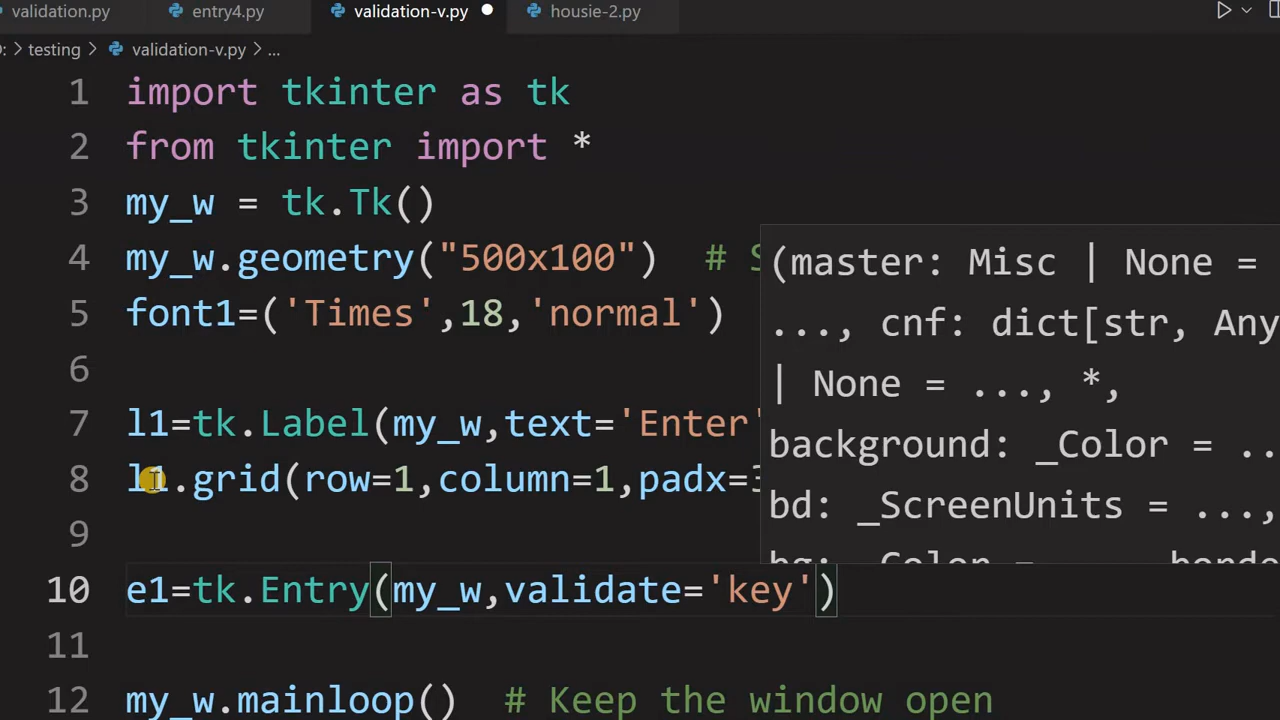 validation.py entry4.py validation-v.py housie-2.py
> testing > validation-v.py > ...
1 import tkinter as tk
2 from tkinter import *
3 my_w = tk.Tk()
4 my_w.geometry("500x100") #
5 font1=('Times',18,'normal')
6
7 l1=tk.Label(my_w,text='Enter
8 l1.grid(row=1,column=1,padx=
9
10 e1=tk.Entry(my_w,validate='key')
11
12 my_w.mainloop() # Keep the window open
(master: Misc | None =
..., cnf: dict[str, Any
| None = ..., *,
background: _Color = ..
bd: _ScreenUnits = ...,